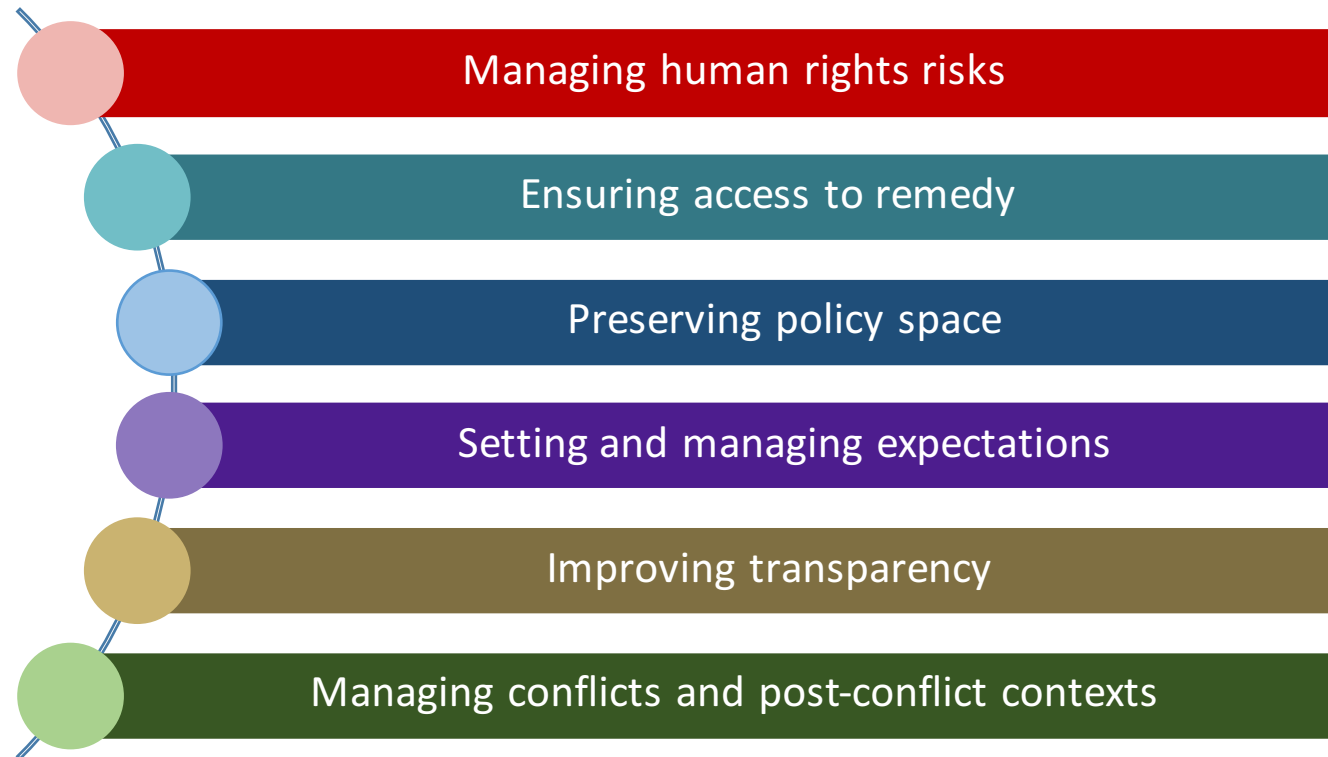 Managing human rights risks
Ensuring access to remedy
Preserving policy space
Setting and managing expectations
Improving transparency
Managing conflicts and post-conflict contexts